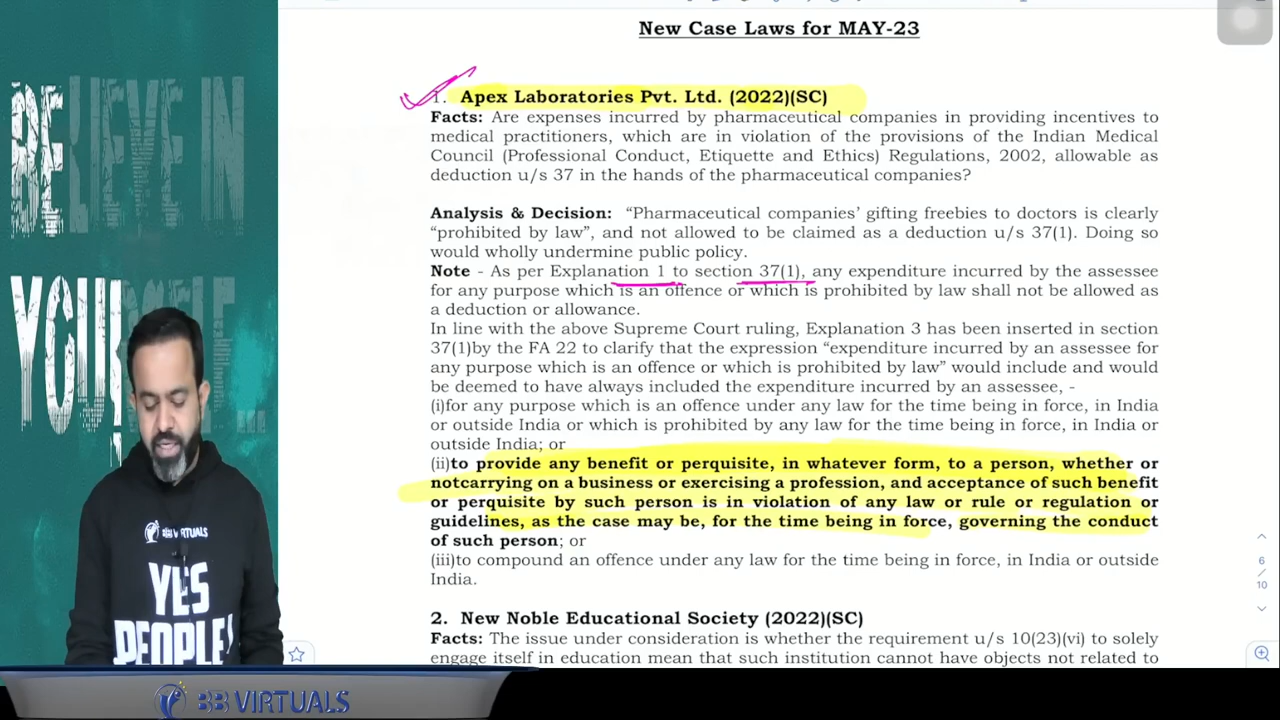 New Case Laws for MAY-23
1. Apex Laboratories Pvt. Ltd. (2022)(SC)
Facts: Are expenses incurred by pharmaceutical companies in providing incentives to
medical practitioners, which are in violation of the provisions of the Indian Medical
Council (Professional Conduct, Etiquette and Ethics) Regulations, 2002, allowable as
deduction u/s 37 in the hands of the pharmaceutical companies?
Analysis & Decision: “Pharmaceutical companies’ gifting freebies to doctors is clearly
“prohibited by law”, and not allowed to be claimed as a deduction u/s 37(1). Doing so
would wholly undermine public policy.
Note - As per Explanation 1 to section 37(1), any expenditure incurred by the assessee
for any purpose which is an offence or which is prohibited by law shall not be allowed as
a deduction or allowance.
In line with the above Supreme Court ruling, Explanation 3 has been inserted in section
37(1)by the FA 22 to clarify that the expression “expenditure incurred by an assessee for
any purpose which is an offence or which is prohibited by law” would include and would
be deemed to have always included the expenditure incurred by an assessee, -
(i)for any purpose which is an offence under any law for the time being in force, in India
or outside India or which is prohibited by any law for the time being in force, in India or
outside India; or
(ii)to provide any benefit or perquisite, in whatever form, to a person, whether or
notcarrying on a business or exercising a profession, and acceptance of such benefit
or perquisite by such person is in violation of any law or rule or regulation or
guidelines, as the case may be, for the time being in force, governing the conduct
of such person; or
(iii)to compound an offence under any law for the time being in force, in India or outside
India.
2. New Noble Educational Society (2022)(SC)
Facts: The issue under consideration is whether the requirement u/s 10(23)(vi) to solely
engage itself in education mean that such institution cannot have objects not related to
6
/
10
BELIEVE IN
YOURSELF...
BB VIRTUALS
YES
PEOPLE!
BB VIRTUALS